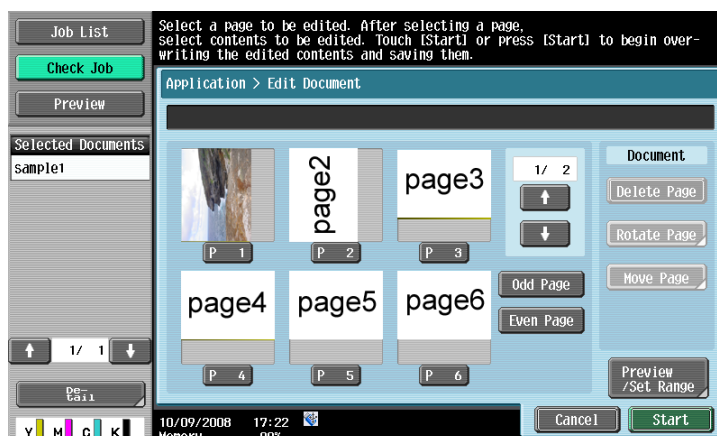 Job List
Check Job
Preview
Selected Documents
sample1
1/ 1
De-
tail
Y M C K
Select a page to be edited. After selecting a page,
select contents to be edited. Touch [Start] or press [Start] to begin over-
writing the edited contents and saving them.
Application > Edit Document
page2
page3
P 1
P 2
P 3
page4
page5
page6
P 4
P 5
P 6
1/ 2
Odd Page
Even Page
Document
Delete Page
Rotate Page
Move Page
Preview
/Set Range
10/09/2008 17:22
Memory
Cancel
Start